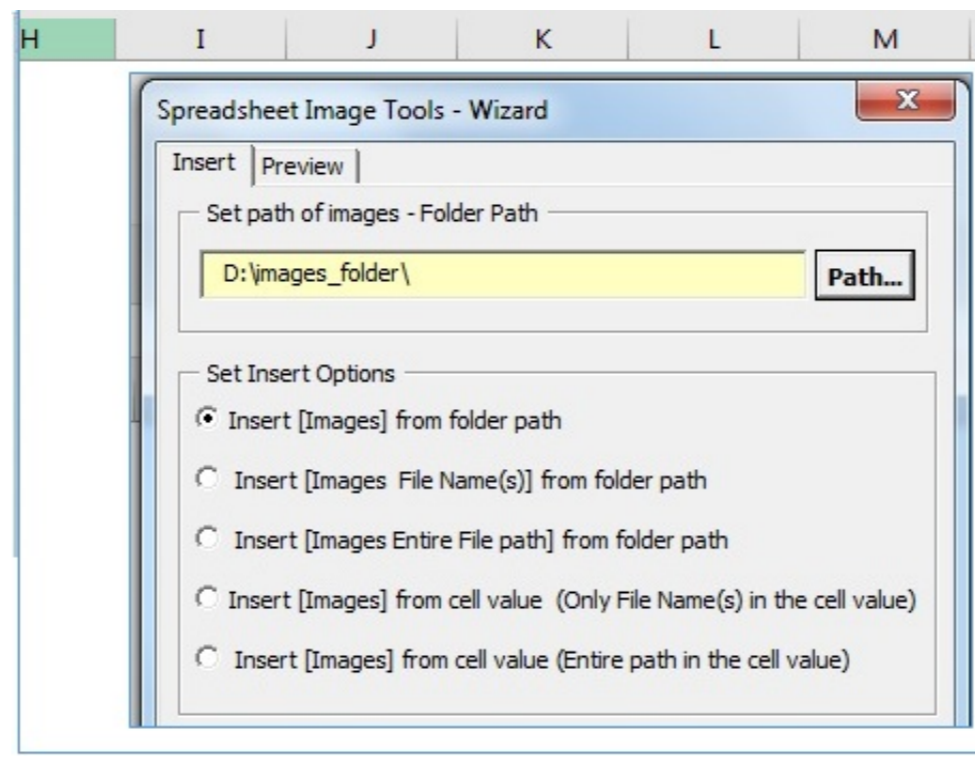 H I J K L M
Spreadsheet Image Tools - Wizard
Insert Preview
Set path of images - Folder Path
D:\images_folder\ Path...
Set Insert Options
Insert [Images] from folder path
Insert [Images File Name(s)] from folder path
Insert [Images Entire File path] from folder path
Insert [Images] from cell value (Only File Name(s) in the cell value)
Insert [Images] from cell value (Entire path in the cell value)